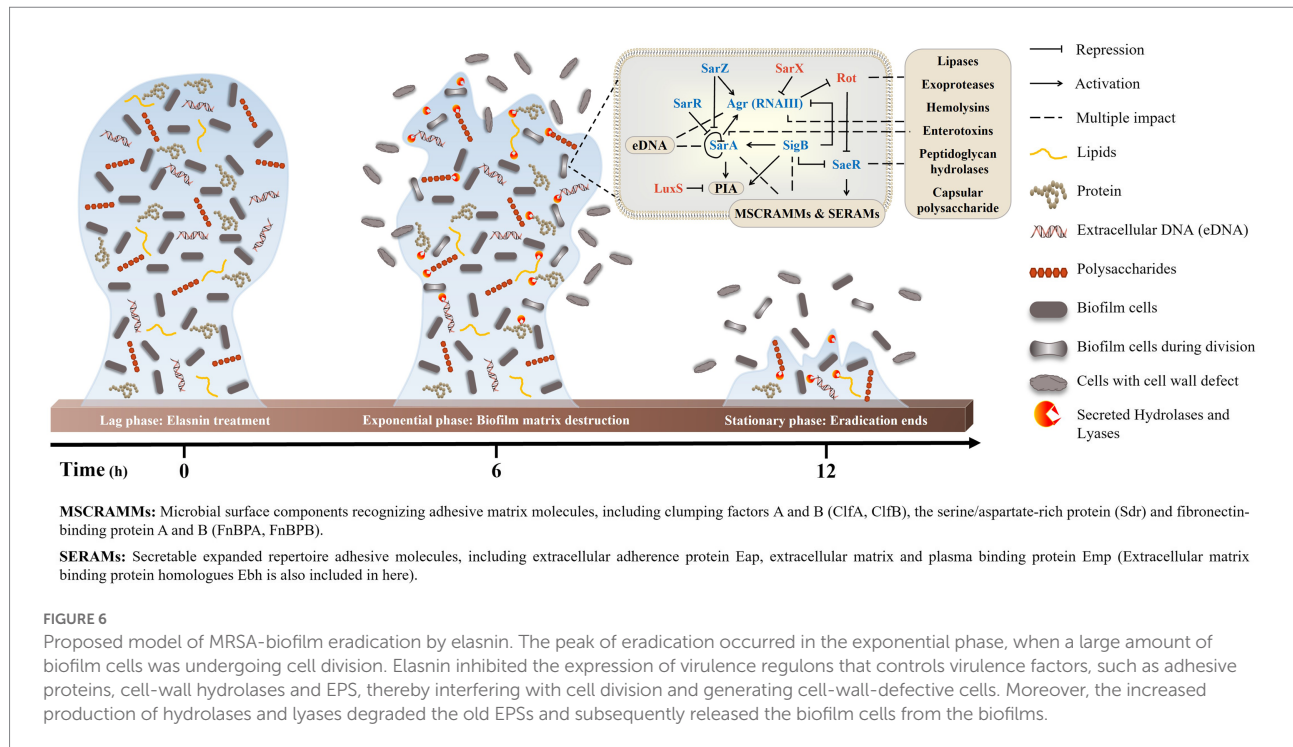 SarZ
SarX
Rot
SarR
Agr (RNAIII)
eDNA
SarA
SigB
SaeR
LuxS
PIA
MSCRAMMs & SERAMs
Lipases
Exoproteases
Hemolysins
Enterotoxins
Peptidoglycan
hydrolases
Capsular
polysaccharide
Repression
Activation
Multiple impact
Lipids
Protein
Extracellular DNA (eDNA)
Polysaccharides
Biofilm cells
Biofilm cells during division
Cells with cell wall defect
Secreted Hydrolases and
Lyases
Lag phase: Elasnin treatment
Exponential phase: Biofilm matrix destruction
Stationary phase: Eradication ends
Time (h)
0
6
12
MSCRAMMs: Microbial surface components recognizing adhesive matrix molecules, including clumping factors A and B (ClfA, ClfB), the serine/aspartate-rich protein (Sdr) and fibronectin-
binding protein A and B (FnBPA, FnBPB).
SERAMs: Secretable expanded repertoire adhesive molecules, including extracellular adherence protein Eap, extracellular matrix and plasma binding protein Emp (Extracellular matrix
binding protein homologues Ebh is also included in here).
FIGURE 6
Proposed model of MRSA-biofilm eradication by elasnin. The peak of eradication occurred in the exponential phase, when a large amount of
biofilm cells was undergoing cell division. Elasnin inhibited the expression of virulence regulons that controls virulence factors, such as adhesive
proteins, cell-wall hydrolases and EPS, thereby interfering with cell division and generating cell-wall-defective cells. Moreover, the increased
production of hydrolases and lyases degraded the old EPSs and subsequently released the biofilm cells from the biofilms.